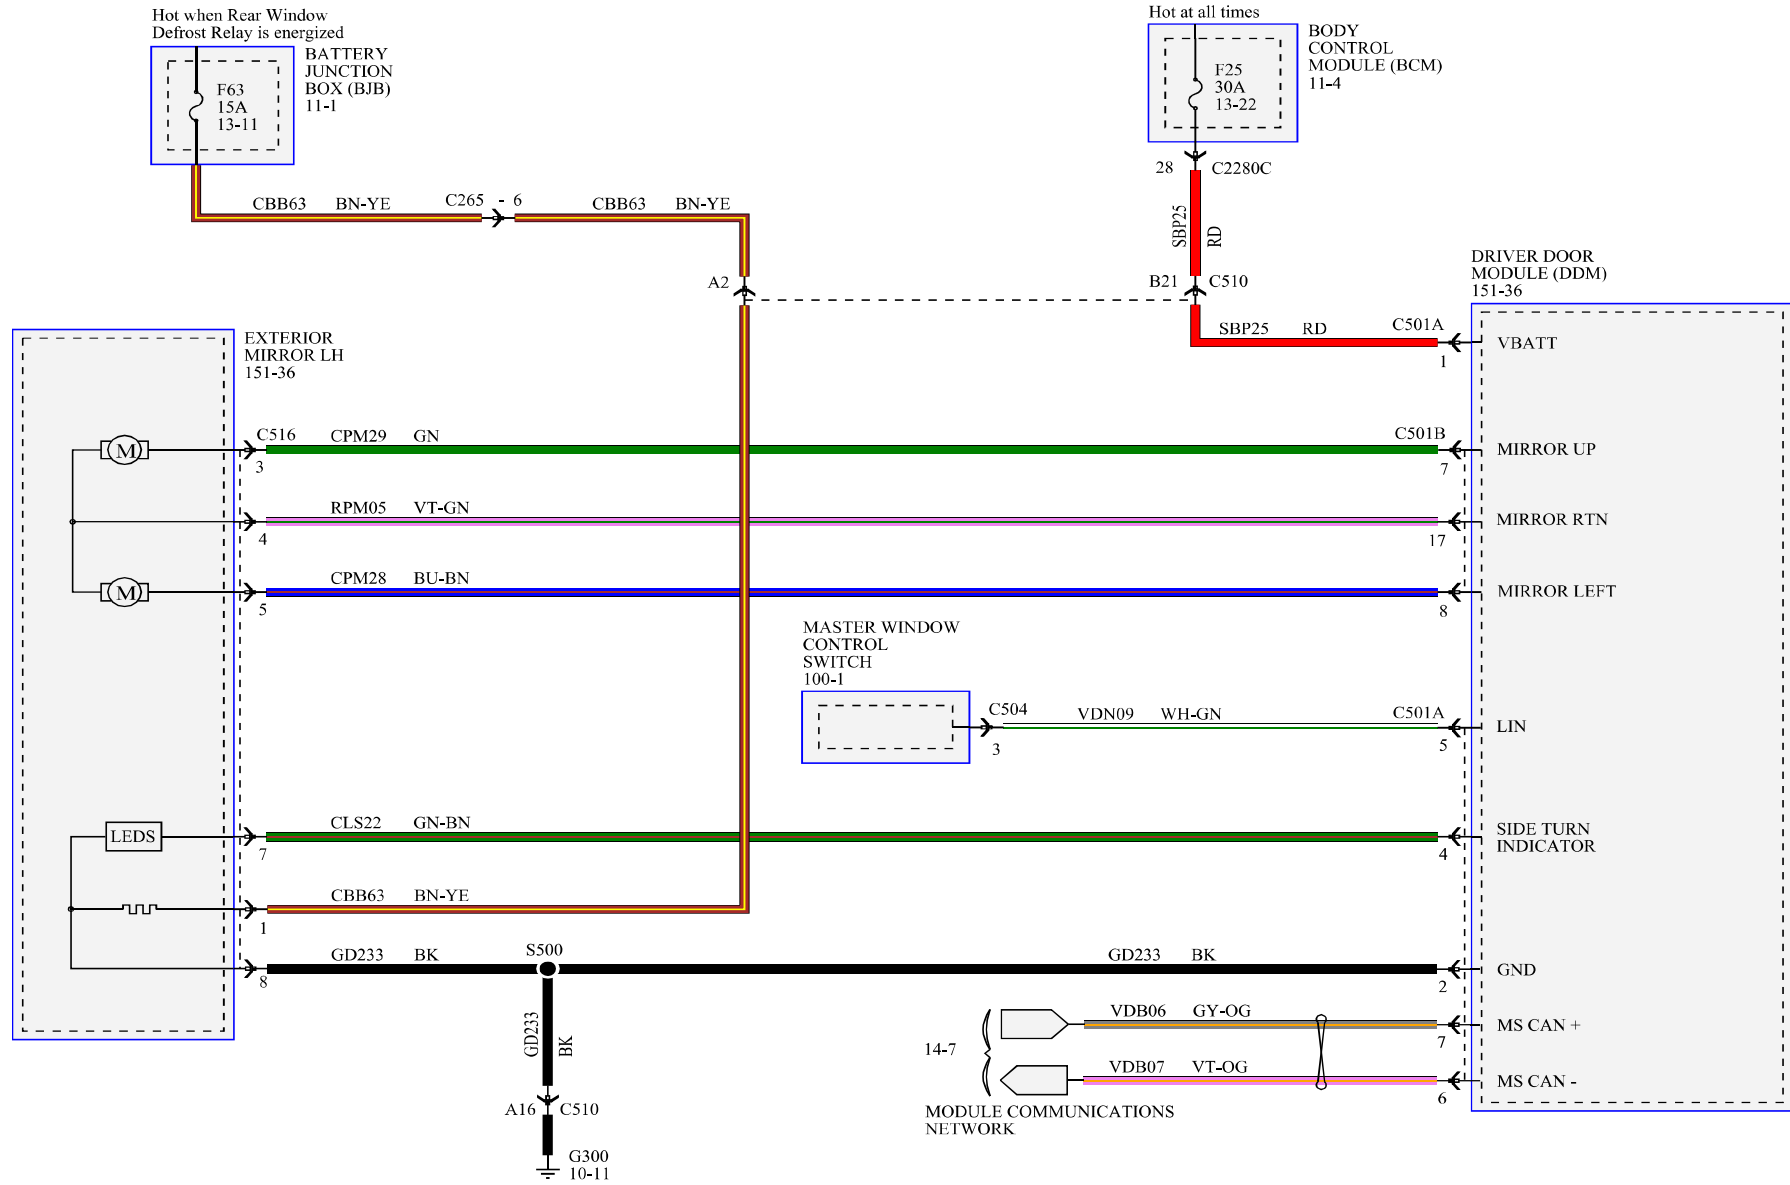 Hot when Rear Window
Defrost Relay is energized
BATTERY
JUNCTION
BOX (BJB)
11-1
F63
15A
13-11
Hot at all times
BODY
CONTROL
MODULE (BCM)
11-4
F25
30A
13-22
28 C2280C
CBB63 BN-YE C265 - 6 CBB63 BN-YE
SBP25 RD
A2
B21 C510
DRIVER DOOR
MODULE (DDM)
151-36
SBP25 RD C501A
1
VBATT
EXTERIOR
MIRROR LH
151-36
M
C516 CPM29 GN C501B
3
7
MIRROR UP
RPM05 VT-GN
4
17
MIRROR RTN
M
CPM28 BU-BN
5
8
MIRROR LEFT
MASTER WINDOW
CONTROL
SWITCH
100-1
C504 VDN09 WH-GN C501A
3
5
LIN
LEDS
CLS22 GN-BN
7
4
SIDE TURN
INDICATOR
CBB63 BN-YE
1
GD233 BK S500 GD233 BK
8
2
GND
GD233 BK
A16 C510
G300
10-11
14-7
VDB06 GY-OG
7
MS CAN +
VDB07 VT-OG
6
MS CAN -
MODULE COMMUNICATIONS
NETWORK